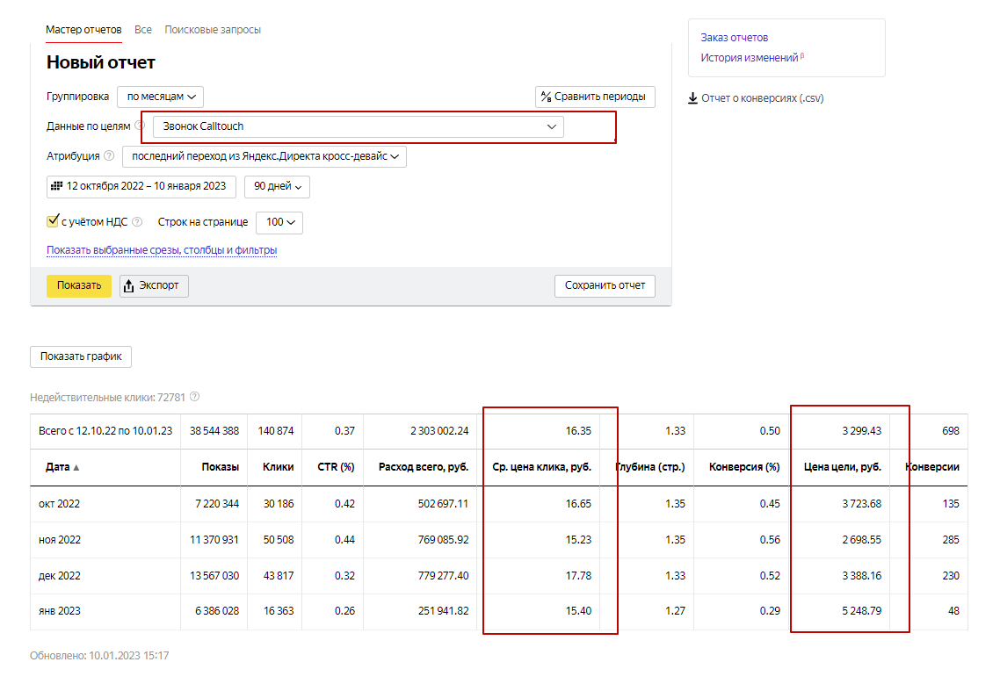 Мастер отчетов Все Поисковые запросы
Новый отчет
Группировка по месяцам Сравнить периоды
Данные по целям Звонок Calltouch
Атрибуция последний переход из Яндекс.Директа кросс-девайс
12 октября 2022 – 10 января 2023 90 дней
с учётом НДС Строк на странице 100
Показать выбранные срезы, столбцы и фильтры
Показать Экспорт Сохранить отчет
Заказ отчетов
История изменений β
Отчет о конверсиях (.csv)
Показать график
Недействительные клики: 72781 ?
Всего с 12.10.22 по 10.01.23 38 544 388 140 874 0.37 2 303 002.24 16.35 1.33 0.50 3 299.43 698
Дата ▲ Показы Клики CTR (%) Расход всего, руб. Ср. цена клика, руб. Глубина (стр.) Конверсия (%) Цена цели, руб. Конверсии
окт 2022 7 220 344 30 186 0.42 502 697.11 16.65 1.35 0.45 3 723.68 135
ноя 2022 11 370 931 50 508 0.44 769 085.92 15.23 1.35 0.56 2 698.55 285
дек 2022 13 567 030 43 817 0.32 779 277.40 17.78 1.33 0.52 3 388.16 230
янв 2023 6 386 028 16 363 0.26 251 941.82 15.40 1.27 0.29 5 248.79 48
Обновлено: 10.01.2023 15:17